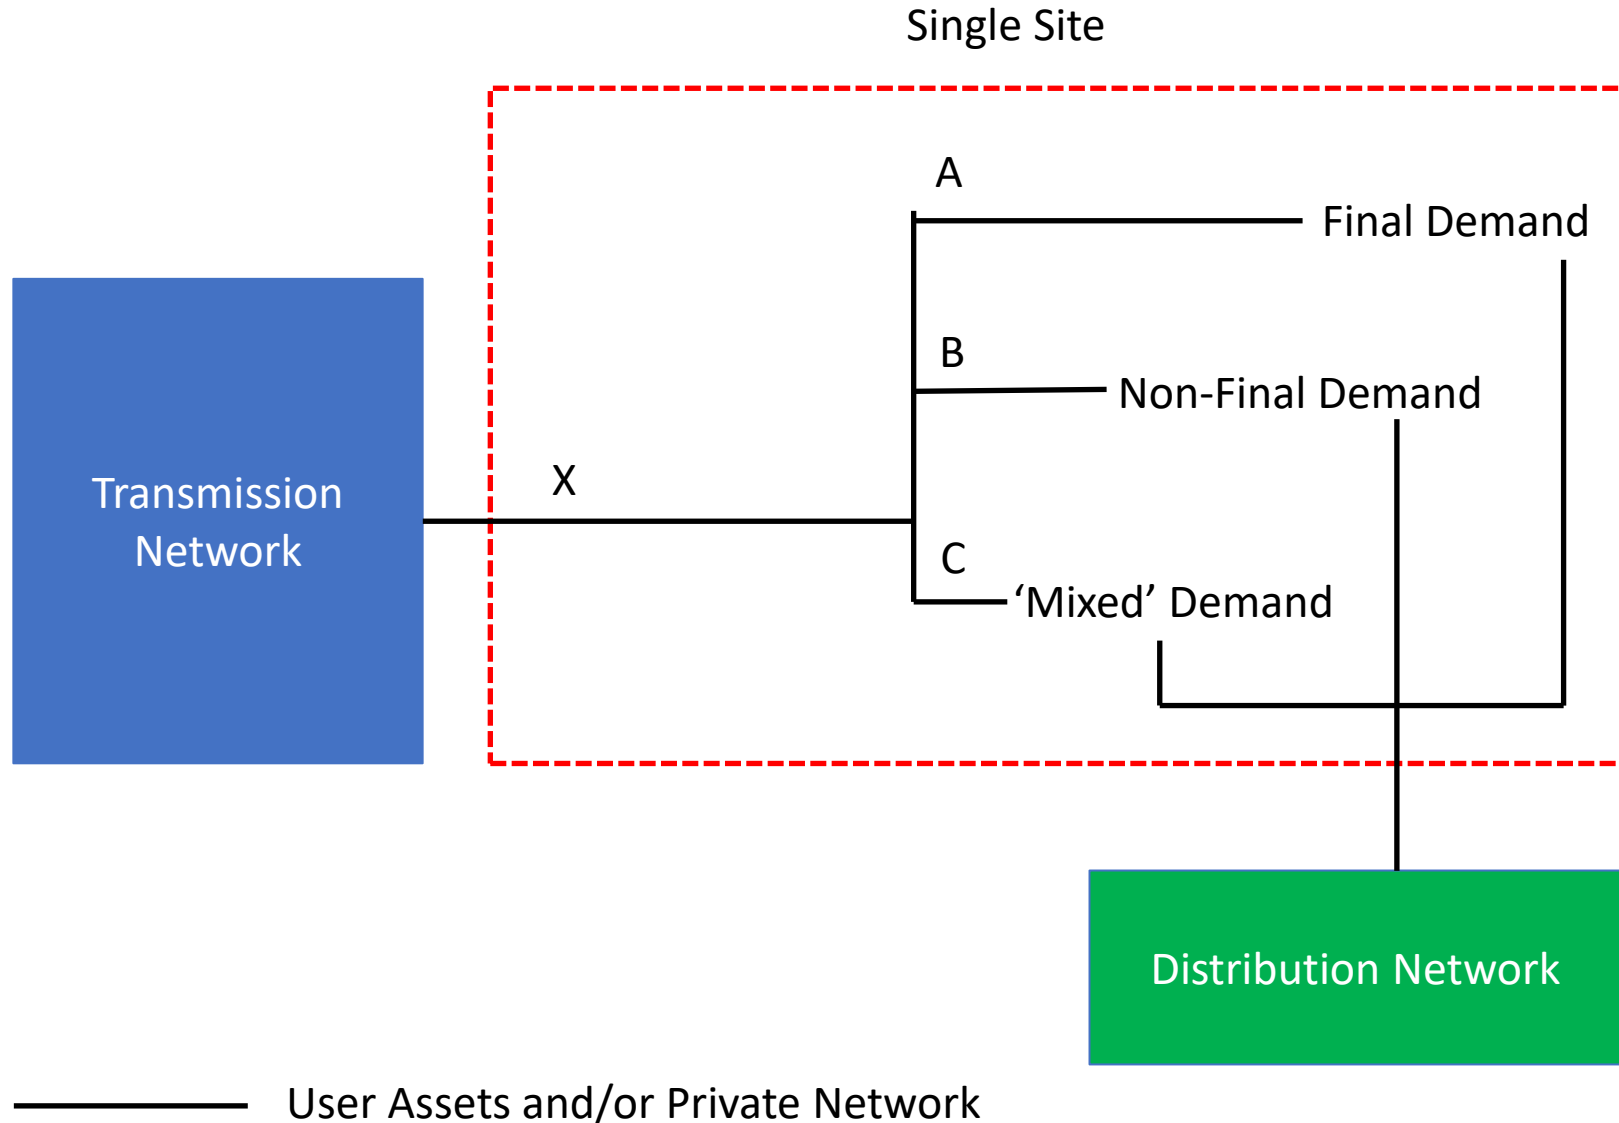 Single Site
A
Final Demand
B
Non-Final Demand
X
Transmission
Network
C
‘Mixed’ Demand
Distribution Network
User Assets and/or Private Network